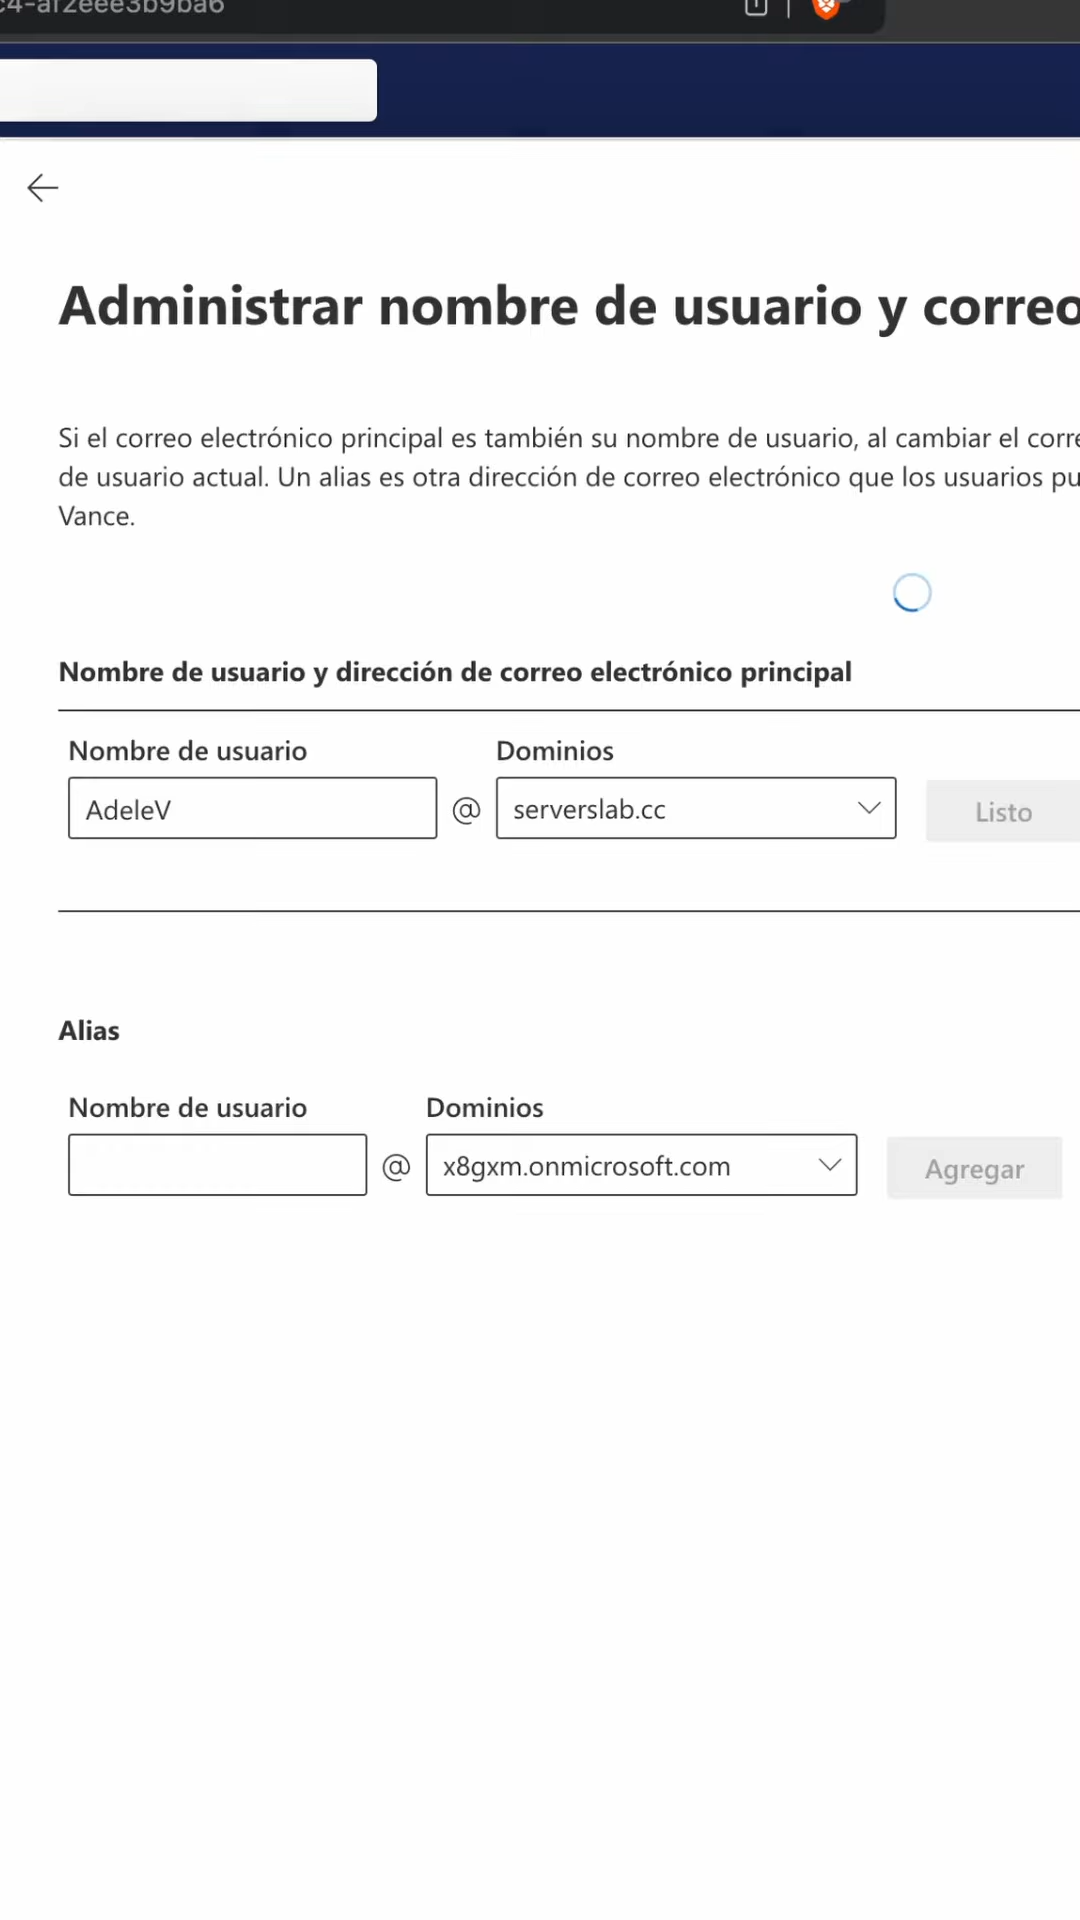 c4-af2eee3b9ba6
Administrar nombre de usuario y correo
Si el correo electrónico principal es también su nombre de usuario, al cambiar el corre
de usuario actual. Un alias es otra dirección de correo electrónico que los usuarios pu
Vance.
Nombre de usuario y dirección de correo electrónico principal
Nombre de usuario Dominios
AdeleV @ serverslab.cc Listo
Alias
Nombre de usuario Dominios
@ x8gxm.onmicrosoft.com Agregar